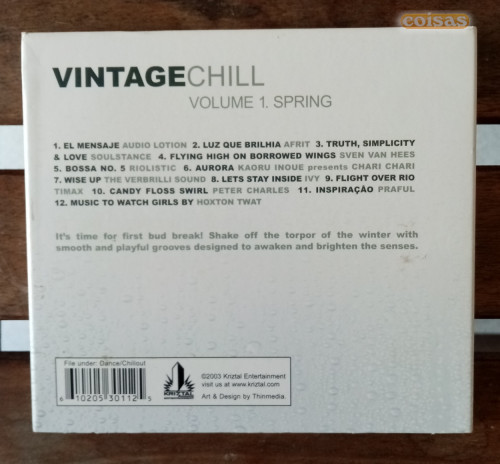 coisas
VINTAGECHILL
VOLUME 1. SPRING
1. EL MENSAJE AUDIO LOTION 2. LUZ QUE BRILHIA AFRIT 3. TRUTH, SIMPLICITY
& LOVE SOULSTANCE 4. FLYING HIGH ON BORROWED WINGS SVEN VAN HEES
5. BOSSA NO. 5 RIOLISTIC 6. AURORA KAORU INOUE presents CHARI CHARI
7. WISE UP THE VERBRILLI SOUND 8. LETS STAY INSIDE IVY 9. FLIGHT OVER RIO
TIMAX 10. CANDY FLOSS SWIRL PETER CHARLES 11. INSPIRAÇÃO PRAFUL
12. MUSIC TO WATCH GIRLS BY HOXTON TWAT
It's time for first bud break! Shake off the torpor of the winter with
smooth and playful grooves designed to awaken and brighten the senses.
File under: Dance/Chillout
6 10205 30112 5
KRIZTAL
©2003 Kriztal Entertainment
visit us at www.kriztal.com
Art & Design by Thinmedia